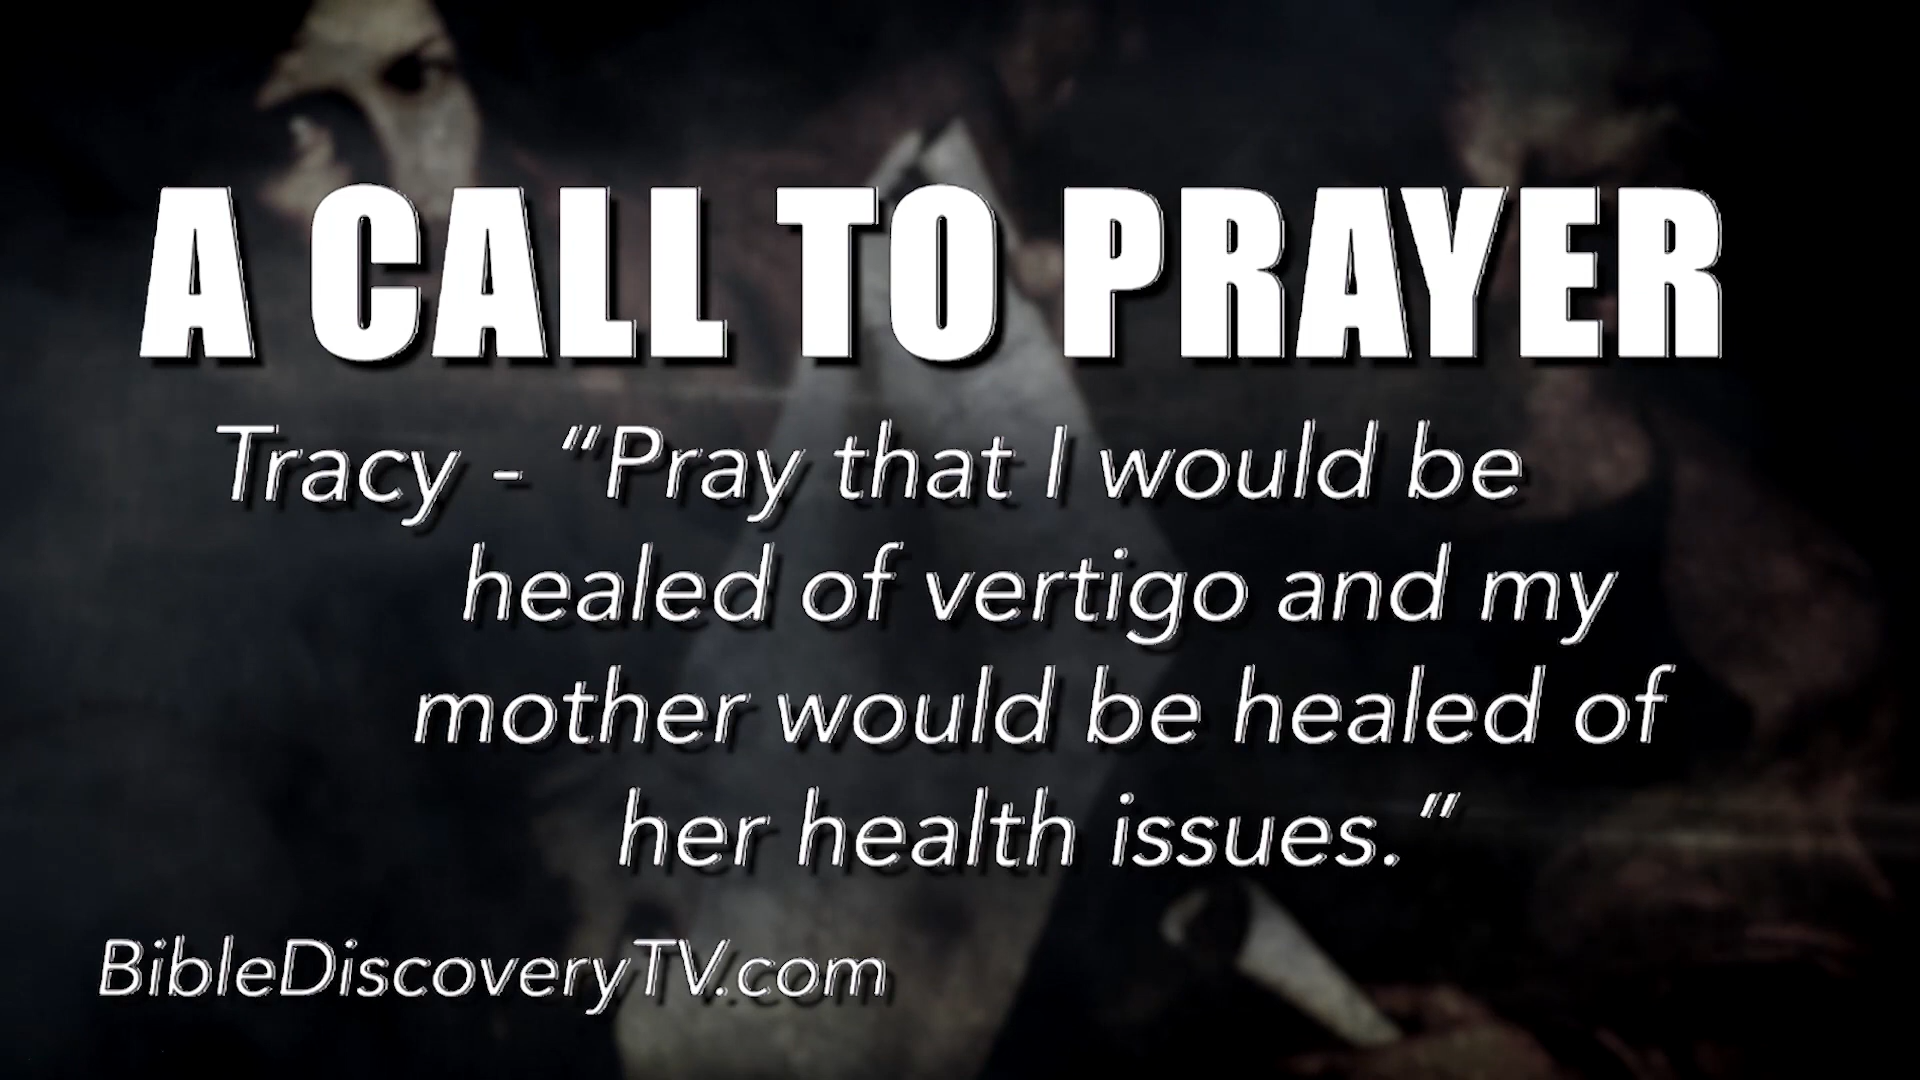 A CALL TO PRAYER
Tracy - “Pray that I would be
healed of vertigo and my
mother would be healed of
her health issues.”
BibleDiscoveryTV.com